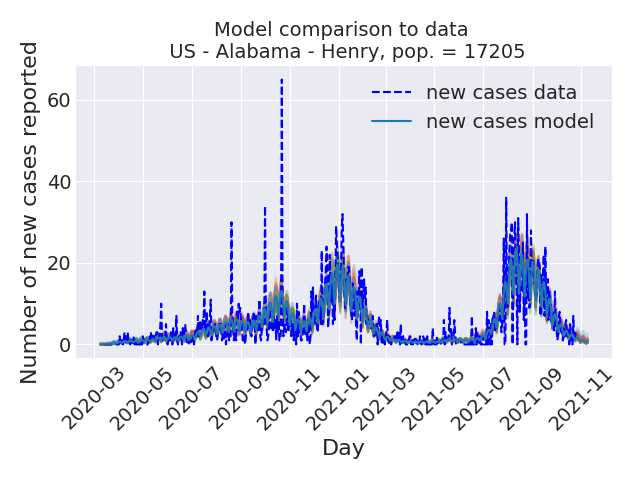 Model comparison to data
US - Alabama - Henry, pop. = 17205
Number of new cases reported
60
40
20
0
new cases data
new cases model
2020-03
2020-05
2020-07
2020-09
2020-11
2021-01
2021-03
2021-05
2021-07
2021-09
2021-11
Day